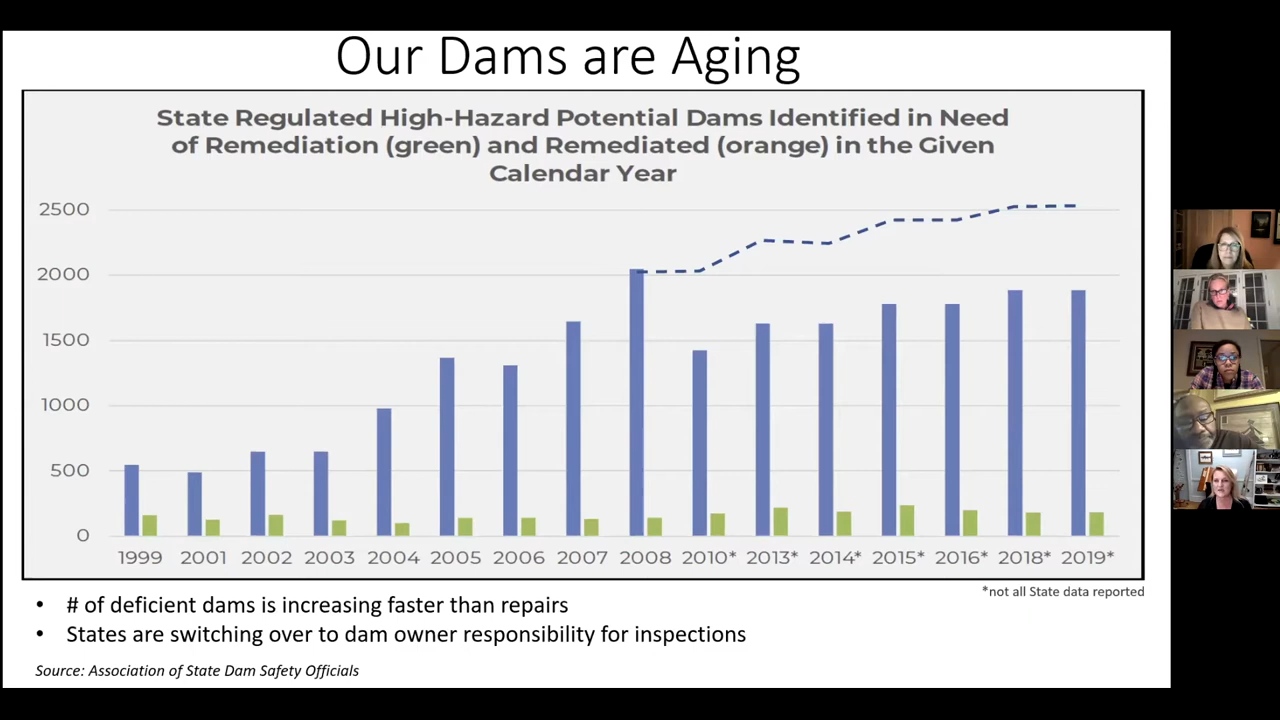 Our Dams are Aging
State Regulated High-Hazard Potential Dams Identified in Need
of Remediation (green) and Remediated (orange) in the Given
Calendar Year
2500
2000
1500
1000
500
0
1999 2001 2002 2003 2004 2005 2006 2007 2008 2010* 2013* 2014* 2015* 2016* 2018* 2019*
*not all State data reported
• # of deficient dams is increasing faster than repairs
• States are switching over to dam owner responsibility for inspections
Source: Association of State Dam Safety Officials